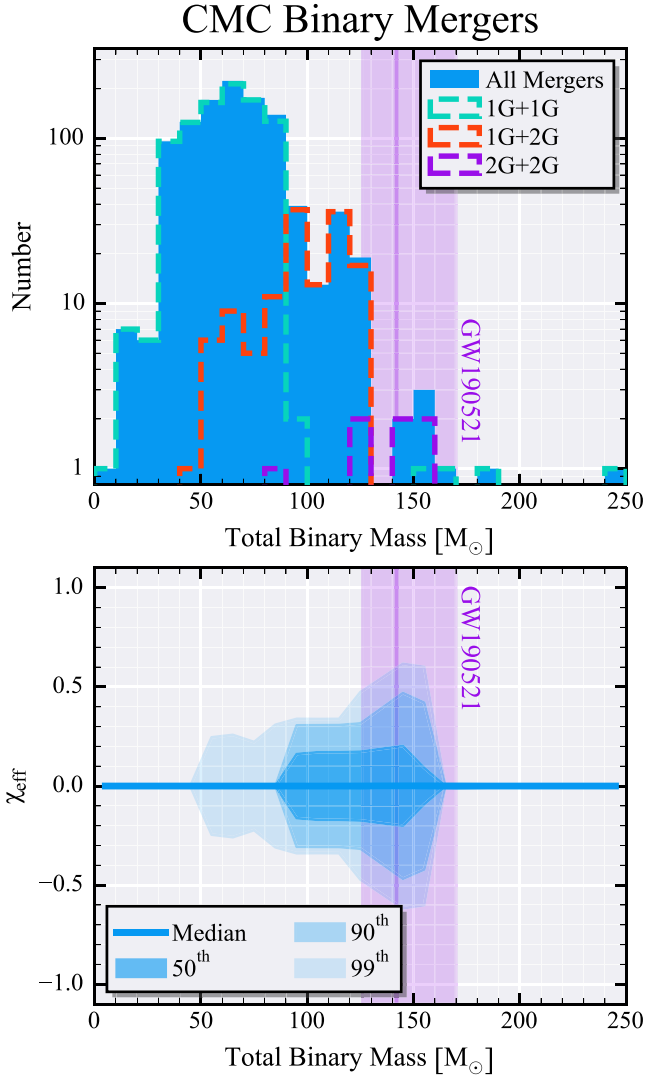 CMC Binary Mergers
All Mergers
1G+1G
1G+2G
2G+2G
100
10
1
Number
GW190521
0 50 100 150 200 250
Total Binary Mass [M☉]
1.0
0.5
0.0
−0.5
−1.0
χeff
GW190521
Median
50th
90th
99th
0 50 100 150 200 250
Total Binary Mass [M☉]